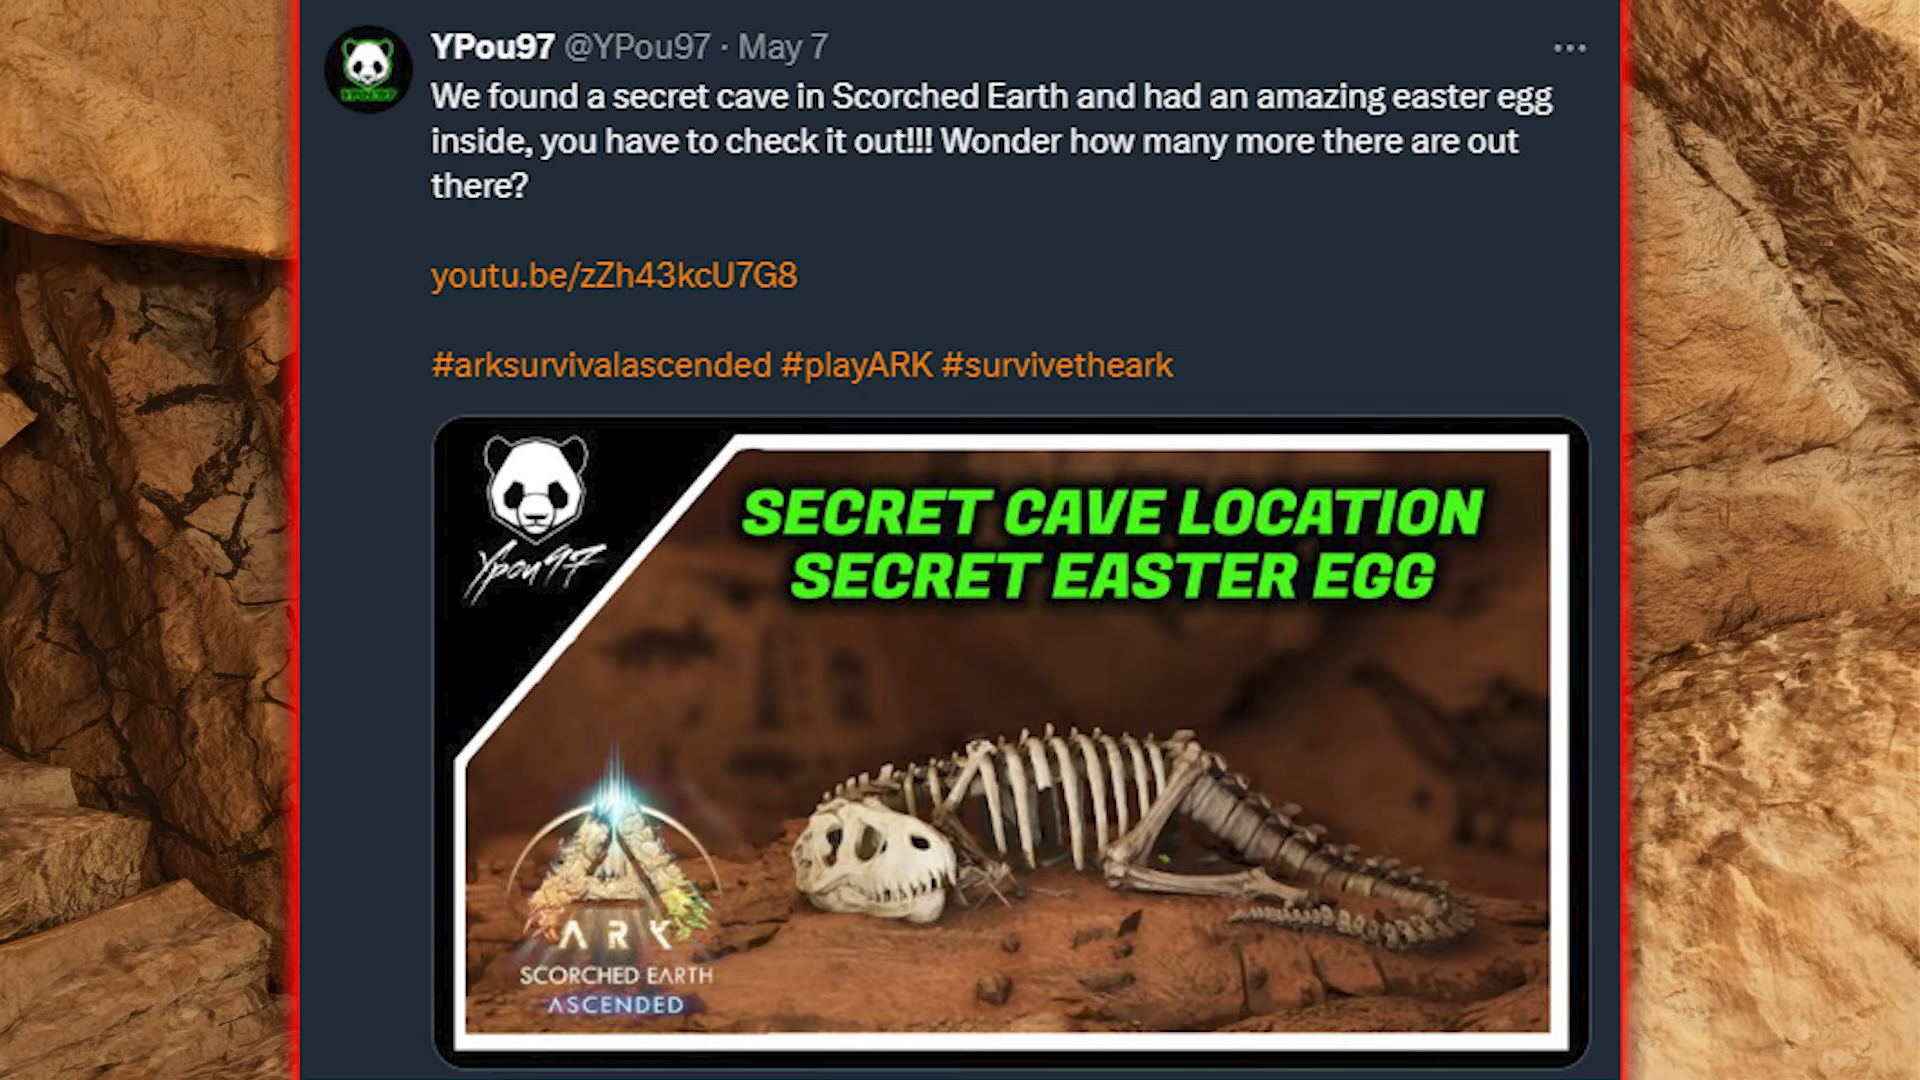 YPou97 @YPou97 · May 7
We found a secret cave in Scorched Earth and had an amazing easter egg
inside, you have to check it out!!! Wonder how many more there are out
there?
youtu.be/zZh43kcU7G8
#arksurvivalascended #playARK #survivetheark
Ypou97
SECRET CAVE LOCATION
SECRET EASTER EGG
ARK
SCORCHED EARTH
ASCENDED